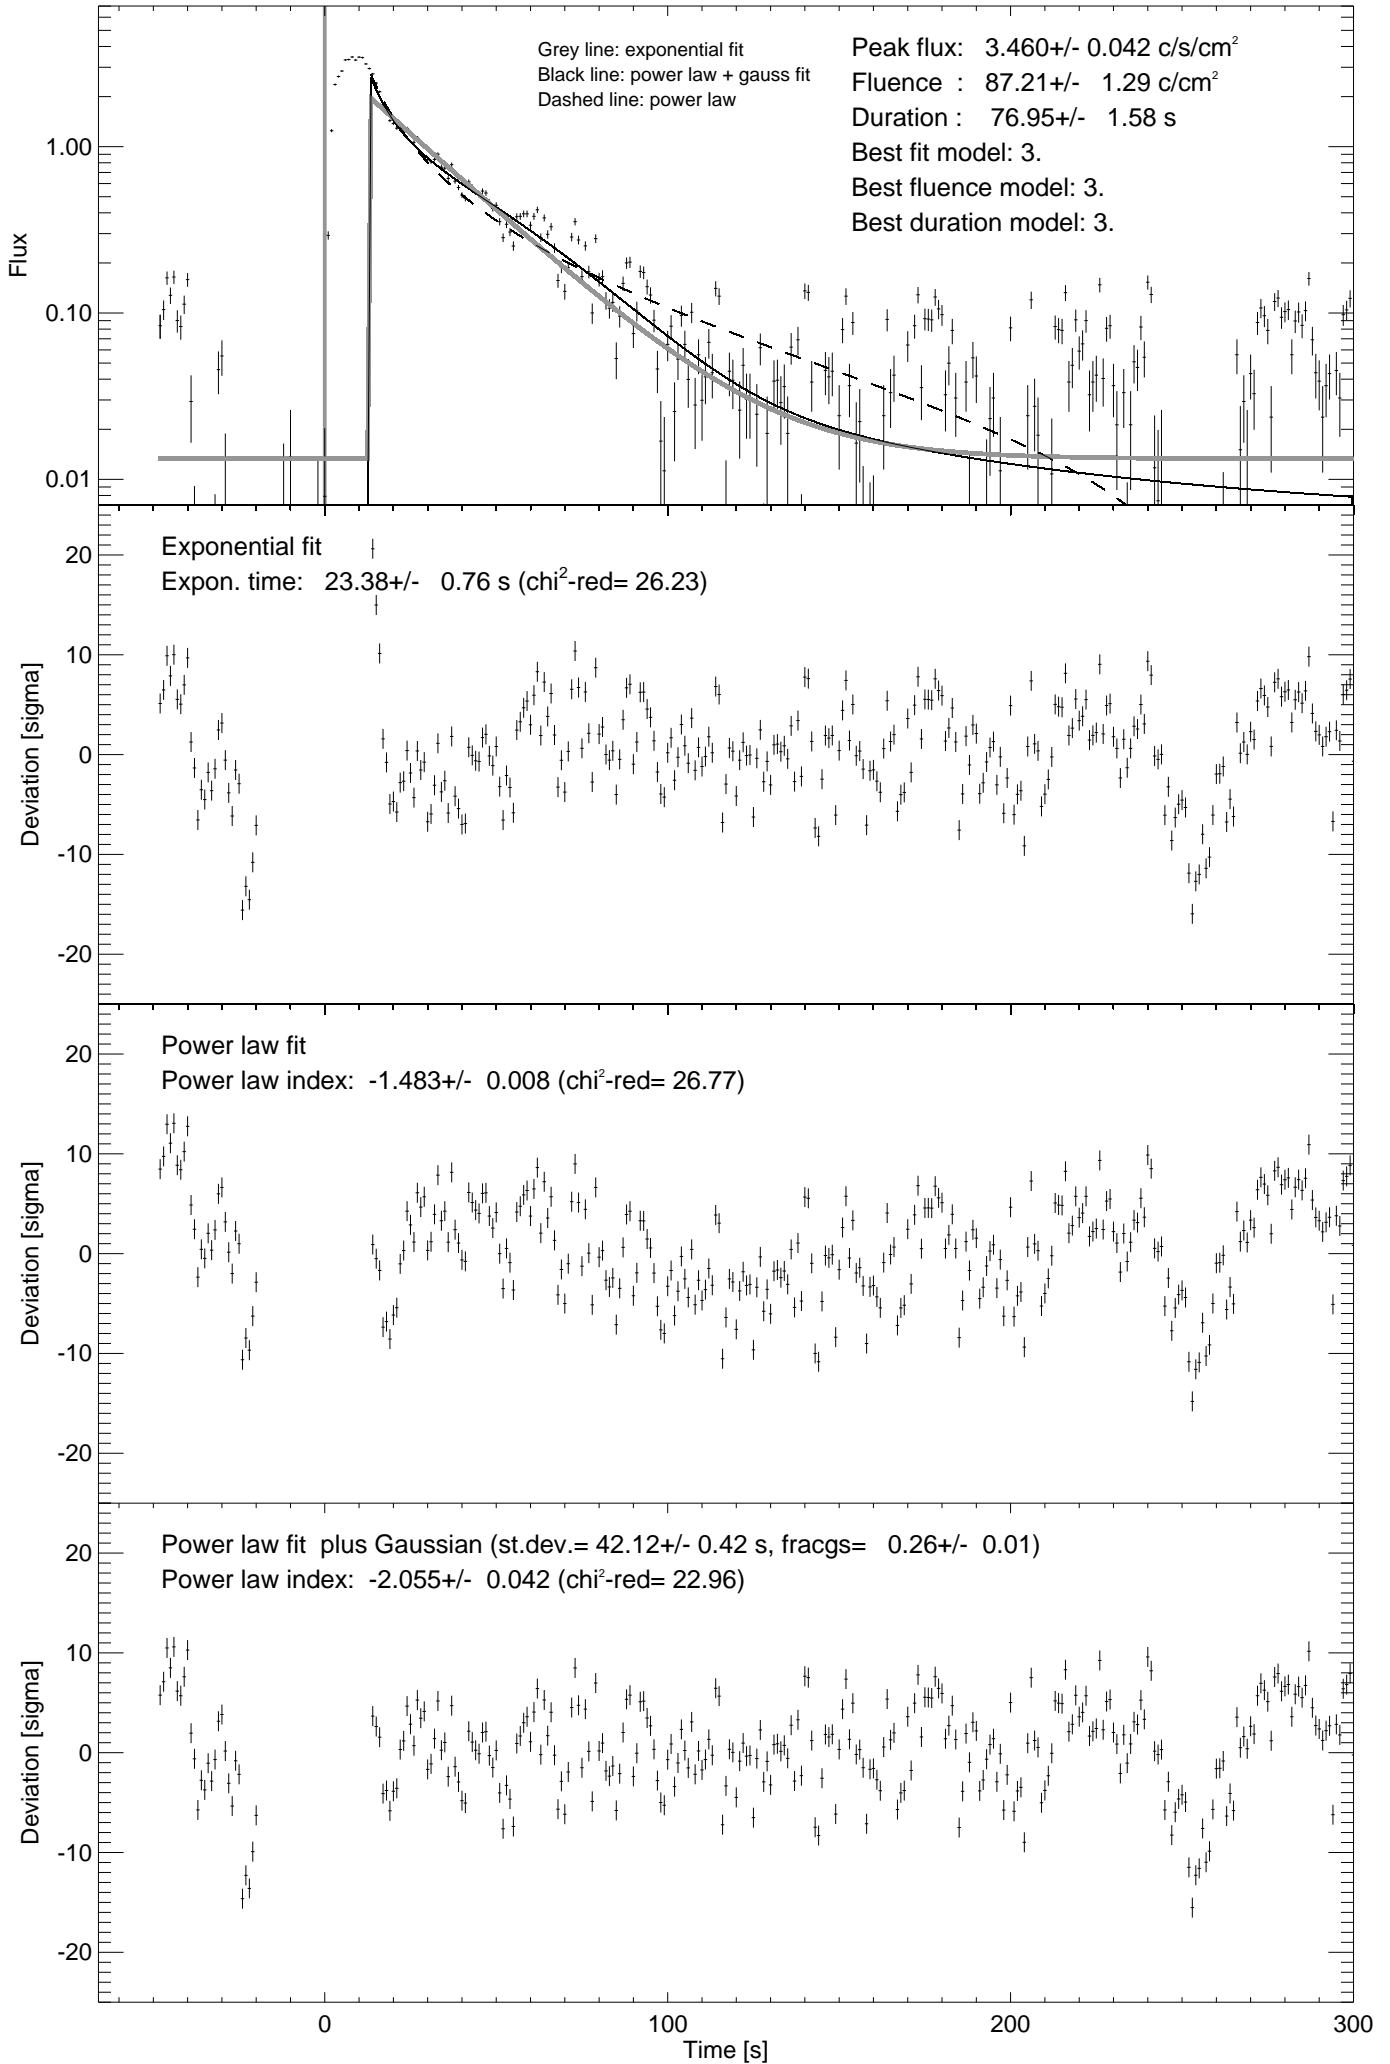 Grey line: exponential fit
Black line: power law + gauss fit
Dashed line: power law
Peak flux: 3.460+/- 0.042 c/s/cm²
Fluence : 87.21+/- 1.29 c/cm²
Duration : 76.95+/- 1.58 s
Best fit model: 3.
Best fluence model: 3.
Best duration model: 3.
Flux
1.00
0.10
0.01
Exponential fit
Expon. time: 23.38+/- 0.76 s (chi²-red= 26.23)
Deviation [sigma]
20
10
0
-10
-20
Power law fit
Power law index: -1.483+/- 0.008 (chi²-red= 26.77)
Deviation [sigma]
20
10
0
-10
-20
Power law fit plus Gaussian (st.dev.= 42.12+/- 0.42 s, fracgs= 0.26+/- 0.01)
Power law index: -2.055+/- 0.042 (chi²-red= 22.96)
Deviation [sigma]
20
10
0
-10
-20
0 100 200 300
Time [s]